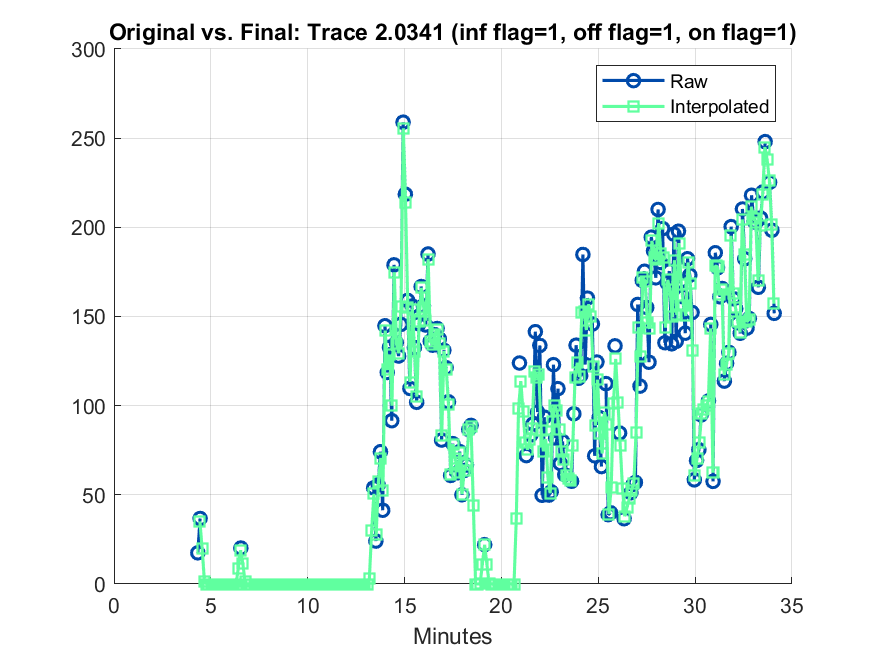 Original vs. Final: Trace 2.0341 (inf flag=1, off flag=1, on flag=1)
300
250
200
150
100
50
0
Raw
Interpolated
0 5 10 15 20 25 30 35
Minutes